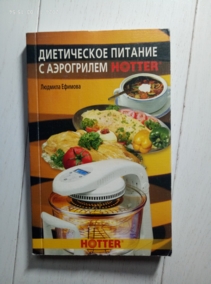 ДИЕТИЧЕСКОЕ ПИТАНИЕ
С АЭРОГРИЛЕМ HOTTER®
Людмила Ефимова
HOTTER®